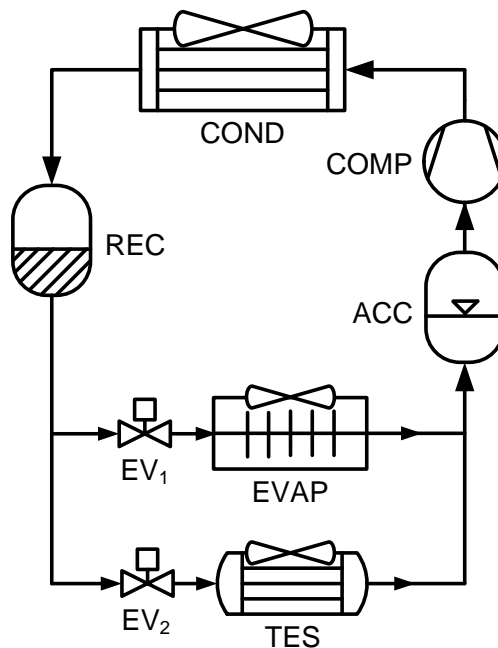 COND
COMP
REC
ACC
EV₁
EVAP
EV₂
TES